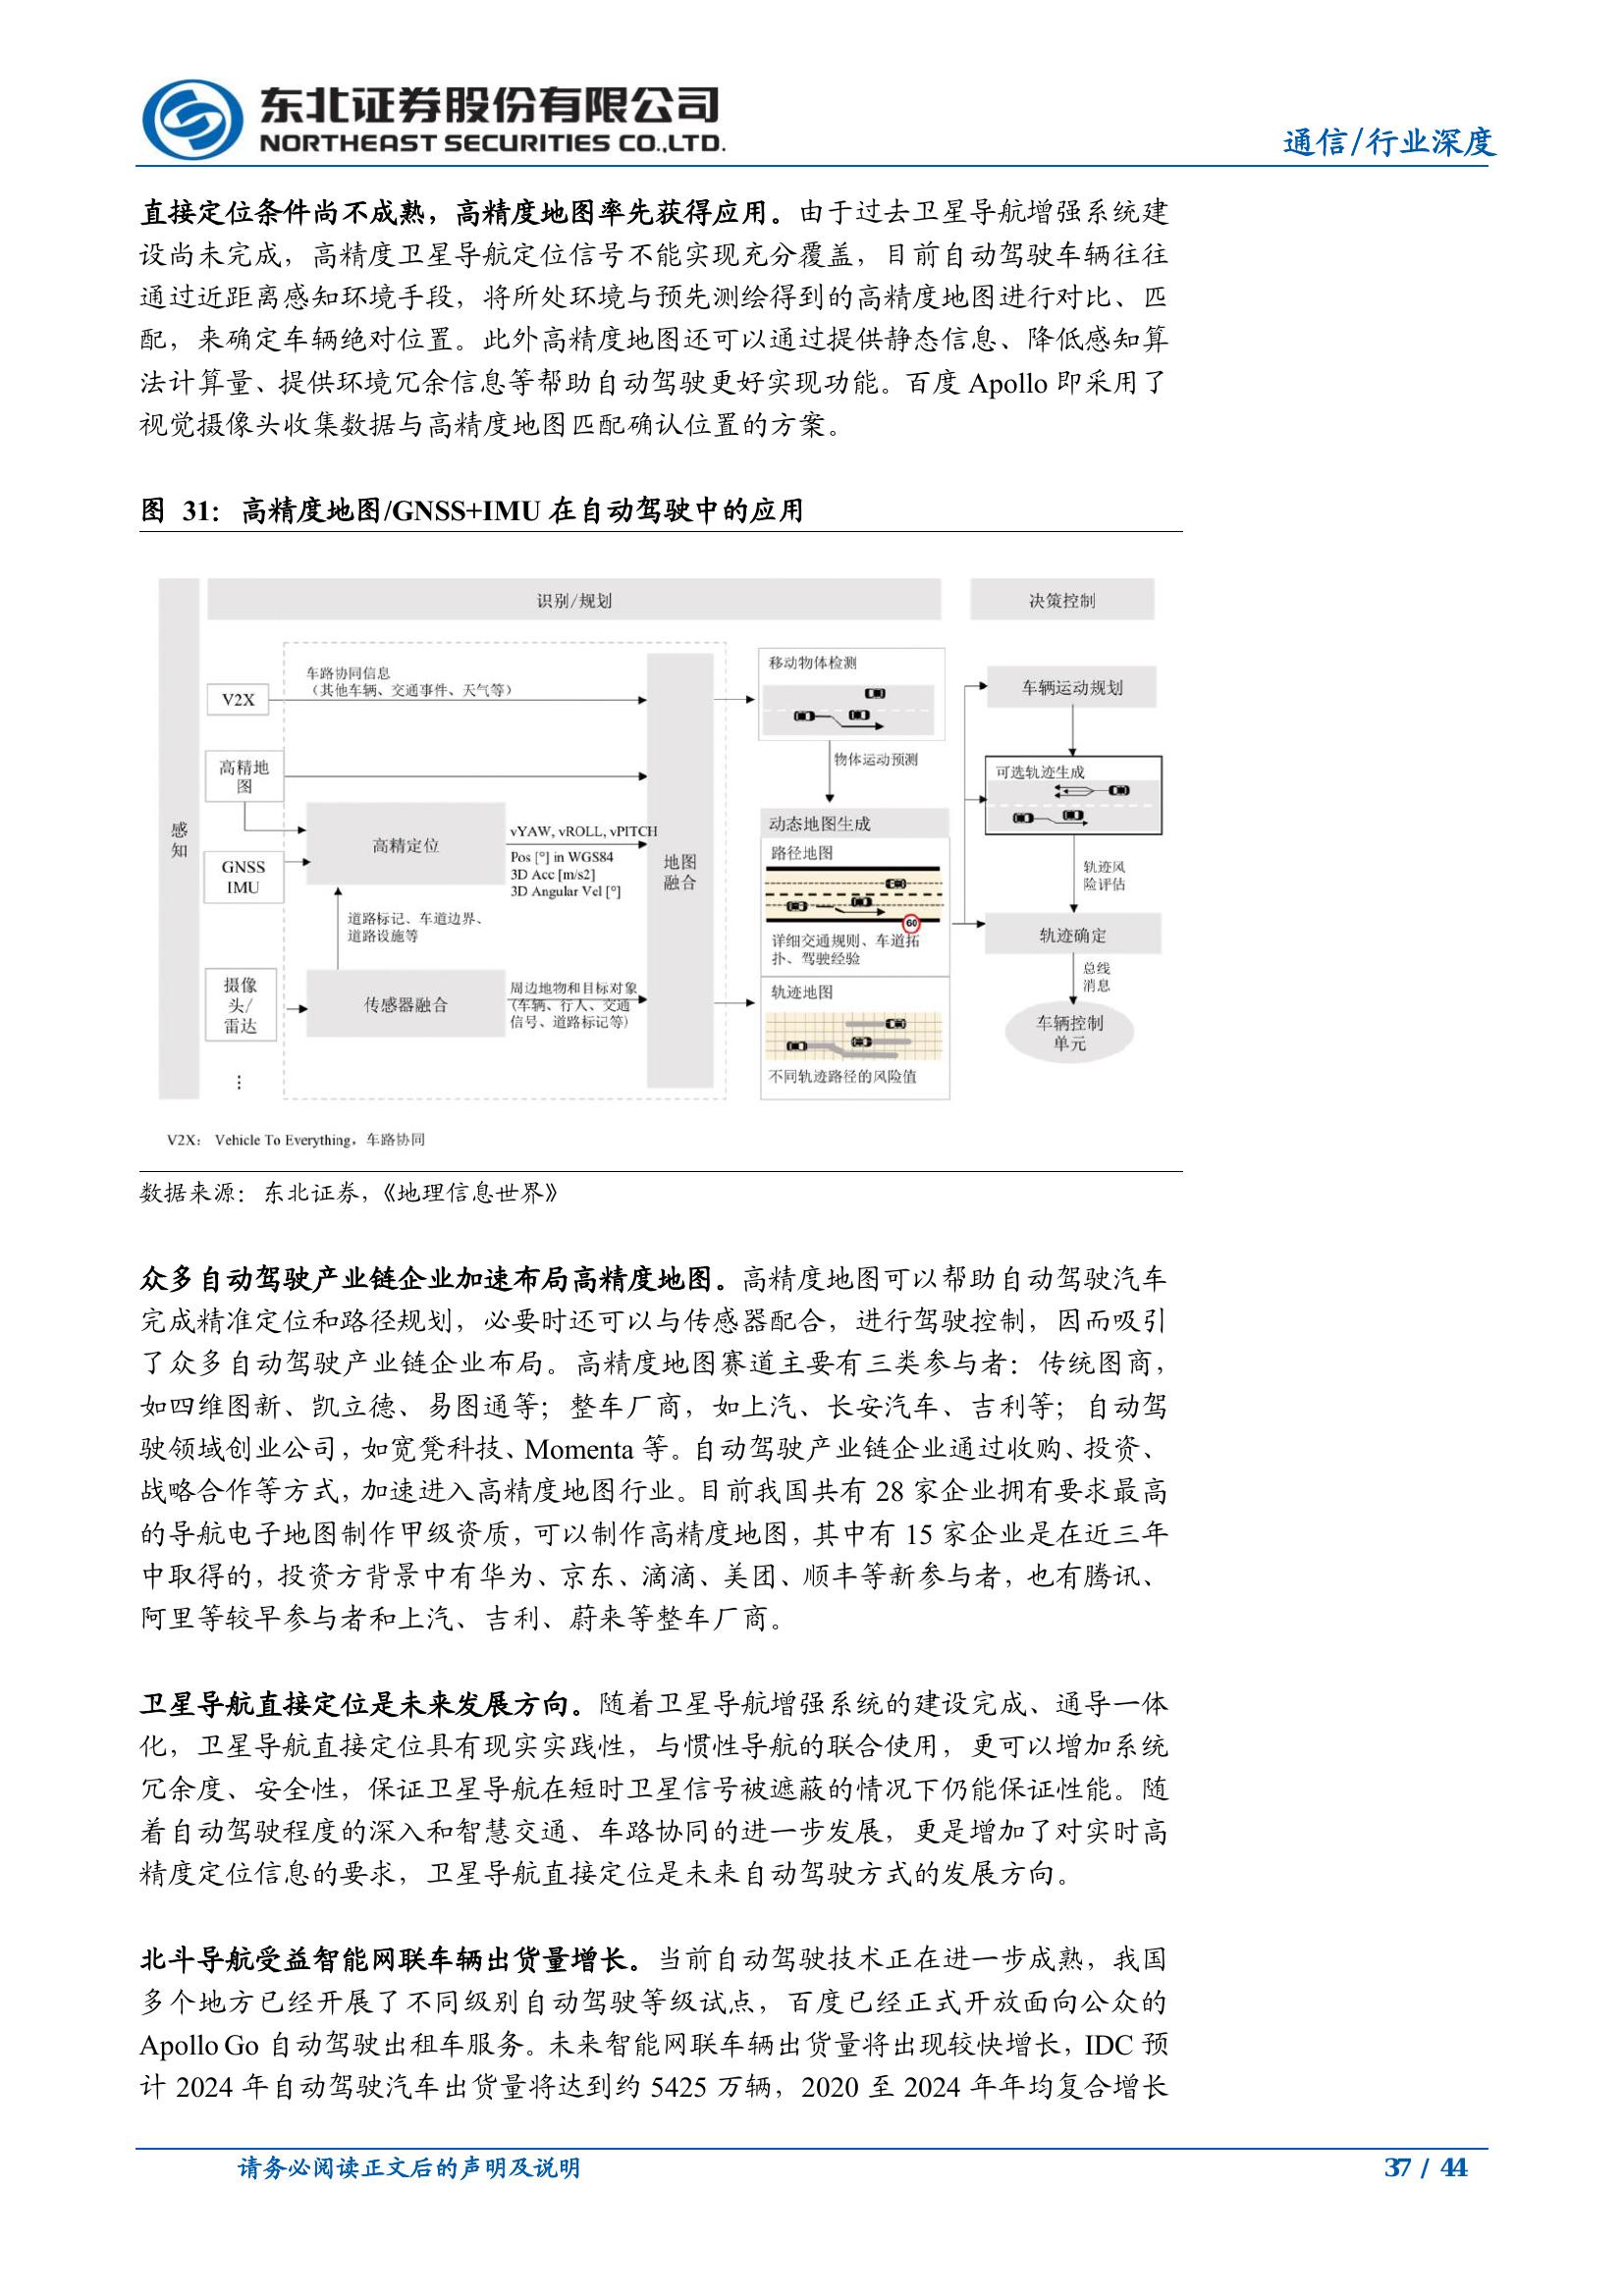 东北证券股份有限公司
NORTHEAST SECURITIES CO.,LTD.
通信/行业深度
直接定位条件尚不成熟，高精度地图率先获得应用。由于过去卫星导航增强系统建
设尚未完成，高精度卫星导航定位信号不能实现充分覆盖，目前自动驾驶车辆往往
通过近距离感知环境手段，将所处环境与预先测绘得到的高精度地图进行对比、匹
配，来确定车辆绝对位置。此外高精度地图还可以通过提供静态信息、降低感知算
法计算量、提供环境冗余信息等帮助自动驾驶更好实现功能。百度 Apollo 即采用了
视觉摄像头收集数据与高精度地图匹配确认位置的方案。
图 31：高精度地图/GNSS+IMU 在自动驾驶中的应用
感
知
识别/规划
决策控制
V2X
车路协同信息
（其他车辆、交通事件、天气等）
高精地
图
GNSS
IMU
高精定位
vYAW, vROLL, vPITCH
Pos [°] in WGS84
3D Acc [m/s2]
3D Angular Vel [°]
道路标记、车道边界、
道路设施等
摄像
头/
雷达
⋮
传感器融合
周边地物和目标对象
(车辆、行人、交通
信号、道路标记等)
地图
融合
移动物体检测
物体运动预测
动态地图生成
路径地图
60
详细交通规则、车道拓
扑、驾驶经验
轨迹地图
不同轨迹路径的风险值
车辆运动规划
可选轨迹生成
轨迹风
险评估
轨迹确定
总线
消息
车辆控制
单元
V2X： Vehicle To Everything，车路协同
数据来源：东北证券，《地理信息世界》
众多自动驾驶产业链企业加速布局高精度地图。高精度地图可以帮助自动驾驶汽车
完成精准定位和路径规划，必要时还可以与传感器配合，进行驾驶控制，因而吸引
了众多自动驾驶产业链企业布局。高精度地图赛道主要有三类参与者：传统图商，
如四维图新、凯立德、易图通等；整车厂商，如上汽、长安汽车、吉利等；自动驾
驶领域创业公司，如宽凳科技、Momenta 等。自动驾驶产业链企业通过收购、投资、
战略合作等方式，加速进入高精度地图行业。目前我国共有 28 家企业拥有要求最高
的导航电子地图制作甲级资质，可以制作高精度地图，其中有 15 家企业是在近三年
中取得的，投资方背景中有华为、京东、滴滴、美团、顺丰等新参与者，也有腾讯、
阿里等较早参与者和上汽、吉利、蔚来等整车厂商。
卫星导航直接定位是未来发展方向。随着卫星导航增强系统的建设完成、通导一体
化，卫星导航直接定位具有现实实践性，与惯性导航的联合使用，更可以增加系统
冗余度、安全性，保证卫星导航在短时卫星信号被遮蔽的情况下仍能保证性能。随
着自动驾驶程度的深入和智慧交通、车路协同的进一步发展，更是增加了对实时高
精度定位信息的要求，卫星导航直接定位是未来自动驾驶方式的发展方向。
北斗导航受益智能网联车辆出货量增长。当前自动驾驶技术正在进一步成熟，我国
多个地方已经开展了不同级别自动驾驶等级试点，百度已经正式开放面向公众的
Apollo Go 自动驾驶出租车服务。未来智能网联车辆出货量将出现较快增长，IDC 预
计 2024 年自动驾驶汽车出货量将达到约 5425 万辆，2020 至 2024 年年均复合增长
请务必阅读正文后的声明及说明
37 / 44